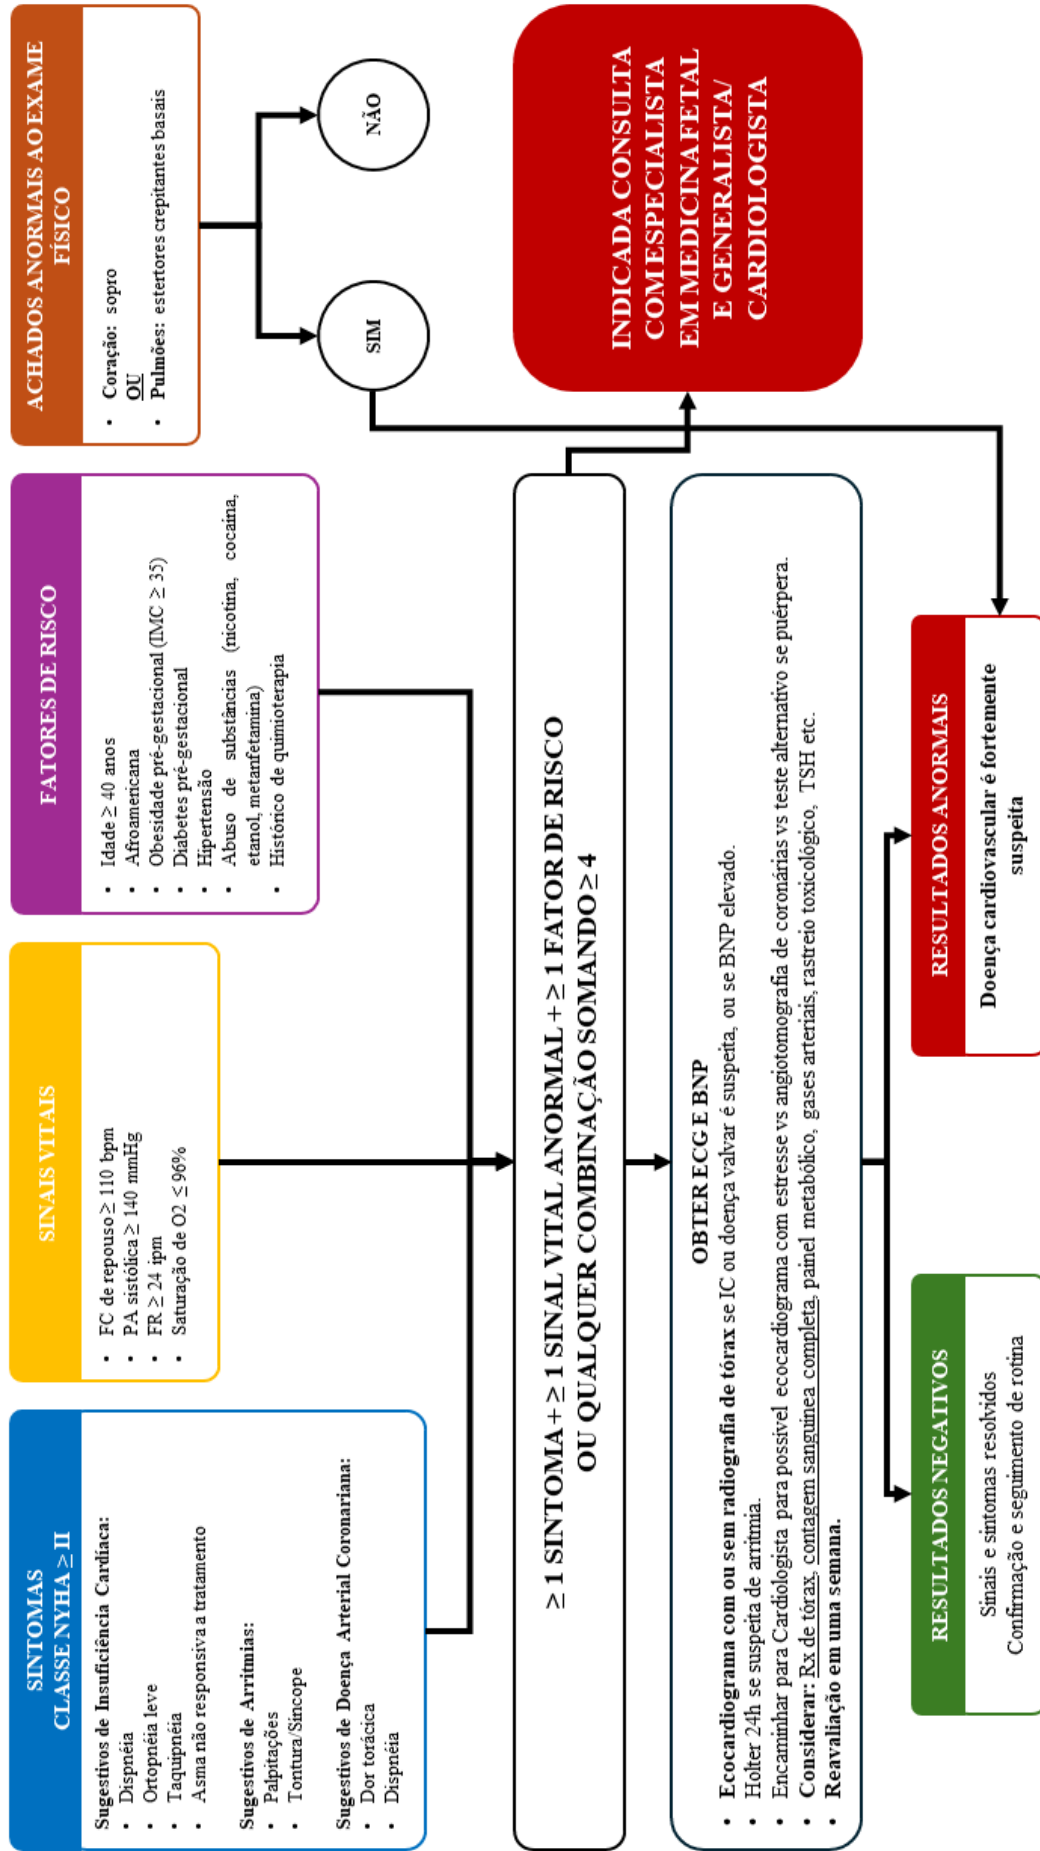 SINTOMAS
CLASSE NYHA ≥ II
Sugestivos de Insuficiência Cardíaca:
• Dispnéia
• Ortopnéia leve
• Taquipnéia
• Asma não responsiva a tratamento
Sugestivos de Arritmias:
• Palpitações
• Tontura/Síncope
Sugestivos de Doença Arterial Coronariana:
• Dor torácica
• Dispnéia
SINAIS VITAIS
• FC de repouso ≥ 110 bpm
• PA sistólica ≥ 140 mmHg
• FR ≥ 24 ipm
• Saturação de O2 ≤ 96%
FATORES DE RISCO
• Idade ≥ 40 anos
• Afroamericana
• Obesidade pré-gestacional (IMC ≥ 35)
• Diabetes pré-gestacional
• Hipertensão
• Abuso de substâncias (nicotina, cocaína,
etanol, metanfetamina)
• Histórico de quimioterapia
ACHADOS ANORMAIS AO EXAME
FÍSICO
• Coração: sopro
OU
• Pulmões: estertores crepitantes basais
SIM
NÃO
≥ 1 SINTOMA + ≥ 1 SINAL VITAL ANORMAL + ≥ 1 FATOR DE RISCO
OU QUALQUER COMBINAÇÃO SOMANDO ≥ 4
INDICADA CONSULTA
COM ESPECIALISTA
EM MEDICINA FETAL
E GENERALISTA/
CARDIOLOGISTA
OBTER ECG E BNP
• Ecocardiograma com ou sem radiografia de tórax se IC ou doença valvar é suspeita, ou se BNP elevado.
• Holter 24h se suspeita de arritmia.
• Encaminhar para Cardiologista para possível ecocardiograma com estresse vs angiotomografia de coronárias vs teste alternativo se puérpera.
• Considerar: Rx de tórax, contagem sanguínea completa, painel metabólico, gases arteriais, rastreio toxicológico, TSH etc.
• Reavaliação em uma semana.
RESULTADOS NEGATIVOS
Sinais e sintomas resolvidos
Confirmação e seguimento de rotina
RESULTADOS ANORMAIS
Doença cardiovascular é fortemente
suspeita